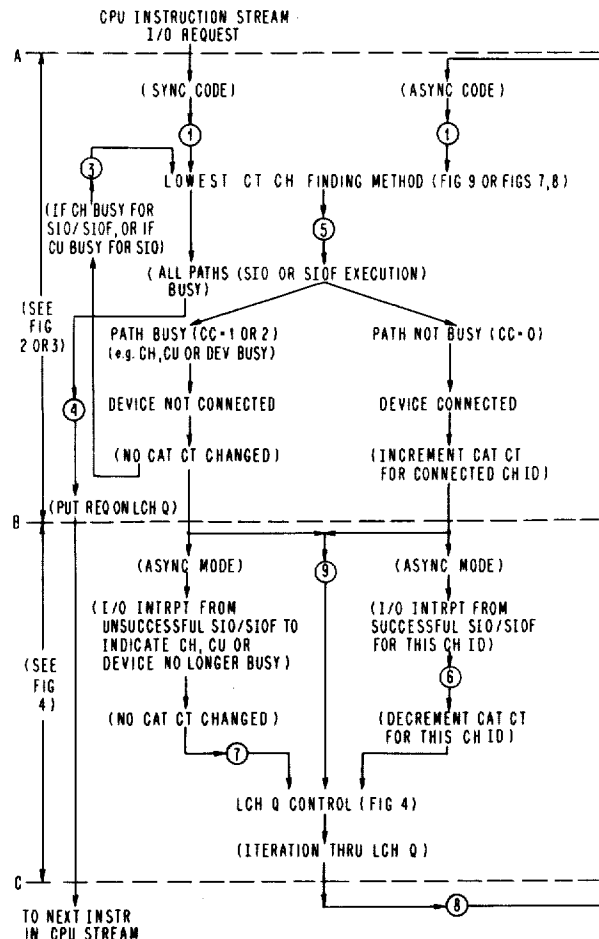 CPU INSTRUCTION STREAM
I/O REQUEST
A
(SYNC CODE)
(ASYNC CODE)
1
1
3
LOWEST CT CH FINDING METHOD (FIG 9 OR FIGS 7,8)
(IF CH BUSY FOR
SIO/SIOF, OR IF
CU BUSY FOR SIO)
5
(ALL PATHS
BUSY)
(SIO OR SIOF EXECUTION)
(SEE
FIG
2 OR 3)
PATH BUSY (CC=1 OR 2)
(e.g. CH, CU OR DEV BUSY)
PATH NOT BUSY (CC=0)
4
DEVICE NOT CONNECTED
DEVICE CONNECTED
(NO CAT CT CHANGED)
(INCREMENT CAT CT
FOR CONNECTED CH ID)
(PUT REQ ON LCH Q)
B
(ASYNC MODE)
9
(ASYNC MODE)
(I/O INTRPT FROM
UNSUCCESSFUL SIO/SIOF TO
INDICATE CH, CU OR
DEVICE NO LONGER BUSY)
(I/O INTRPT FROM
SUCCESSFUL SIO/SIOF
FOR THIS CH ID)
(SEE
FIG
4)
6
(NO CAT CT CHANGED)
(DECREMENT CAT CT
FOR THIS CH ID)
7
LCH Q CONTROL (FIG 4)
(ITERATION THRU LCH Q)
C
8
TO NEXT INSTR
IN CPU STREAM